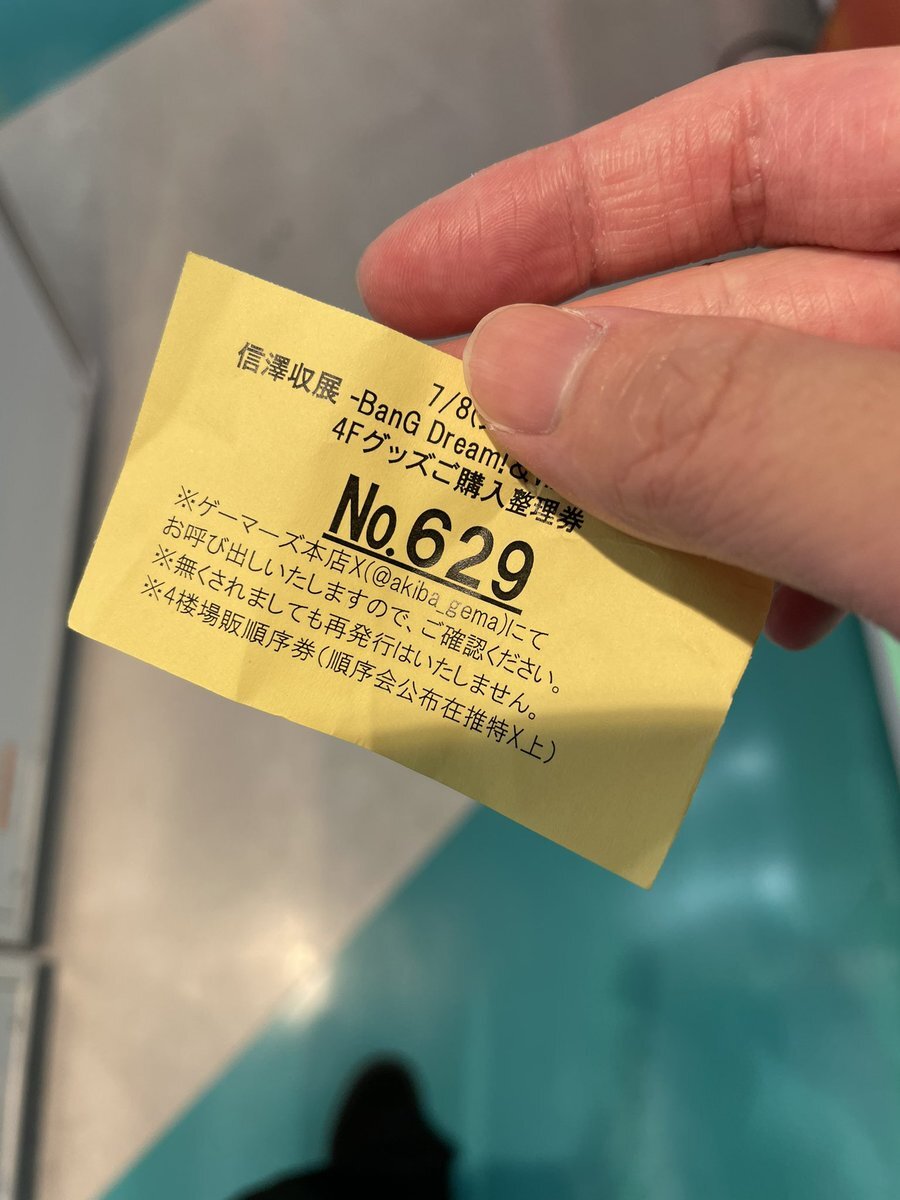 7/8(
信澤収展 -BanG Dream!&
4Fグッズご購入整理券
No.629
※ゲーマーズ本店X(@akiba_gema)にて
お呼び出しいたしますので、ご確認ください。
※無くされましても再発行はいたしません。
※4楼場販順序券(順序会公布在推特X上)